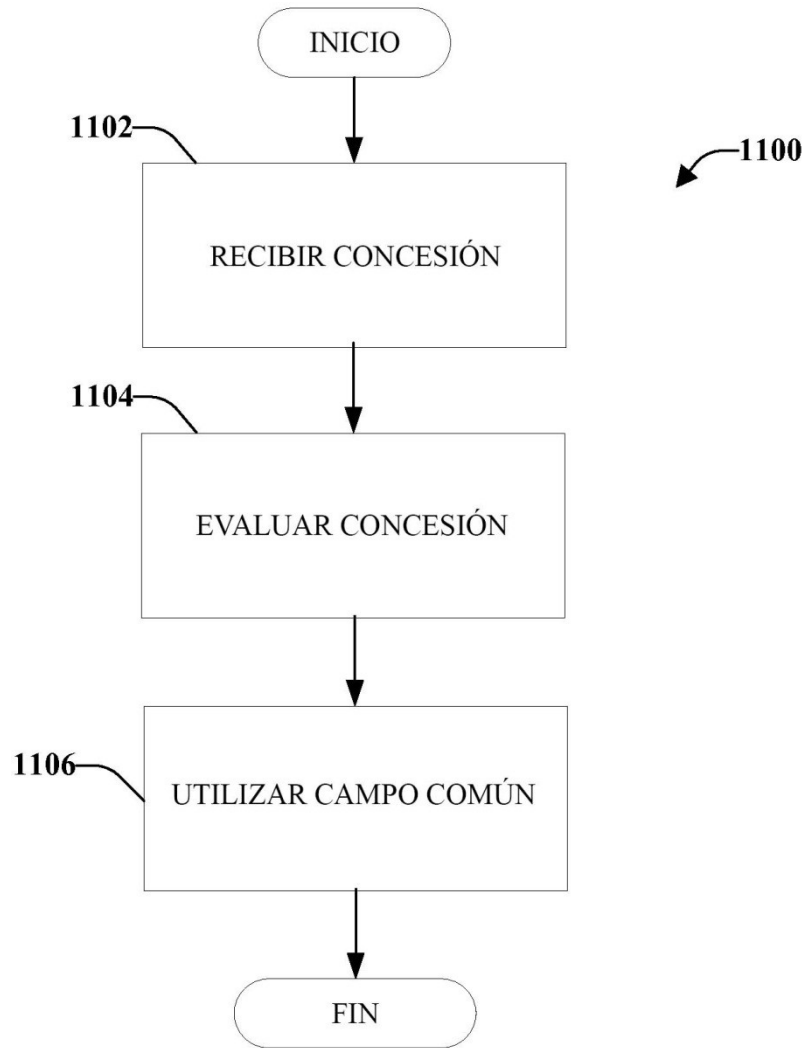 INICIO
1102
1100
RECIBIR CONCESIÓN
1104
EVALUAR CONCESIÓN
1106
UTILIZAR CAMPO COMÚN
FIN